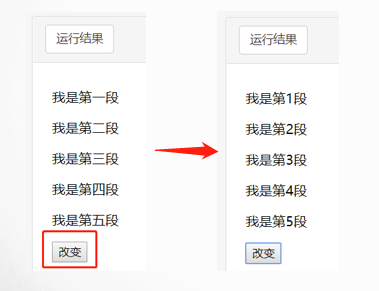 运行结果
我是第一段
我是第二段
我是第三段
我是第四段
我是第五段
改变
运行结果
我是第1段
我是第2段
我是第3段
我是第4段
我是第5段
改变